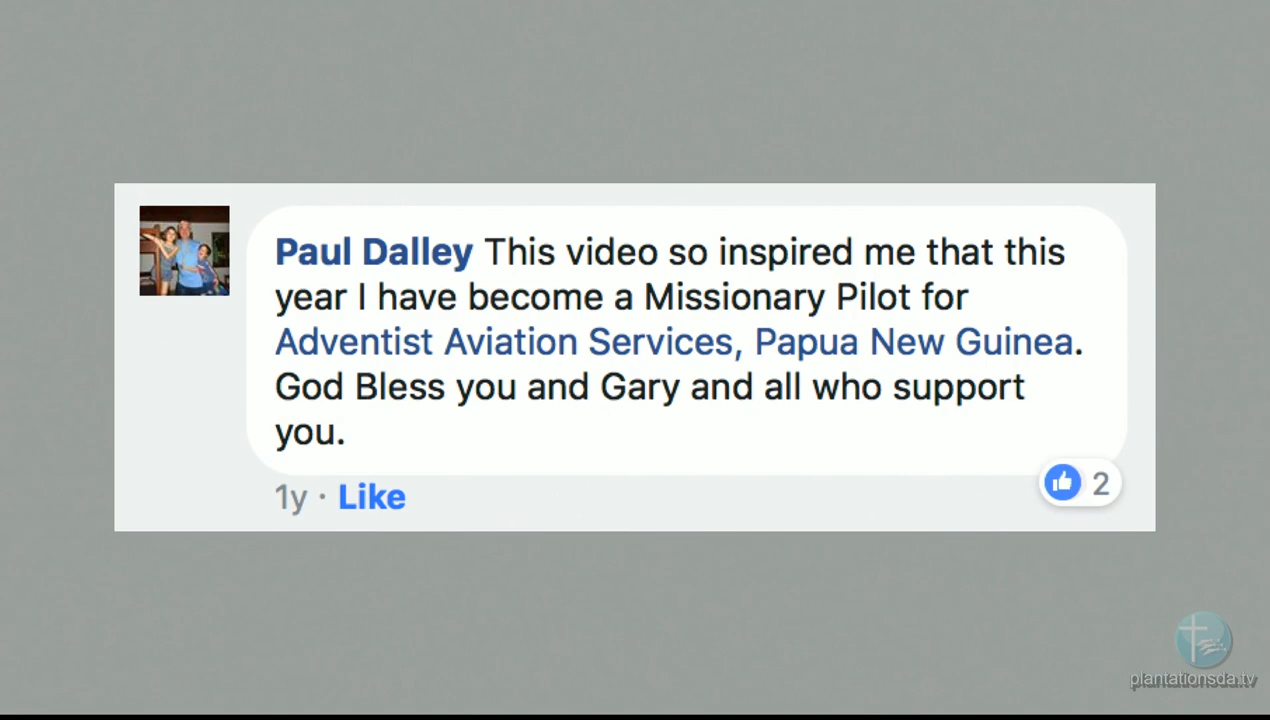 Paul Dalley This video so inspired me that this
year I have become a Missionary Pilot for
Adventist Aviation Services, Papua New Guinea.
God Bless you and Gary and all who support
you.
1y · Like
2
plantationsda.tv